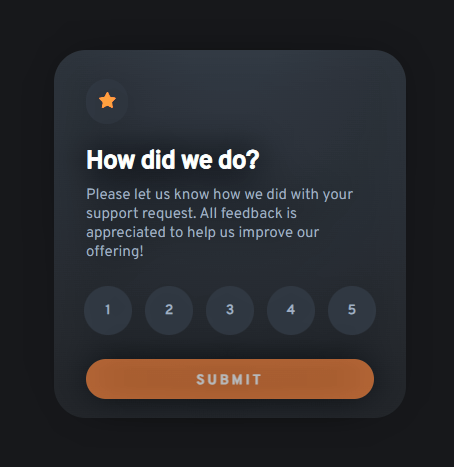 How did we do?
Please let us know how we did with your
support request. All feedback is
appreciated to help us improve our
offering!
1 2 3 4 5
SUBMIT